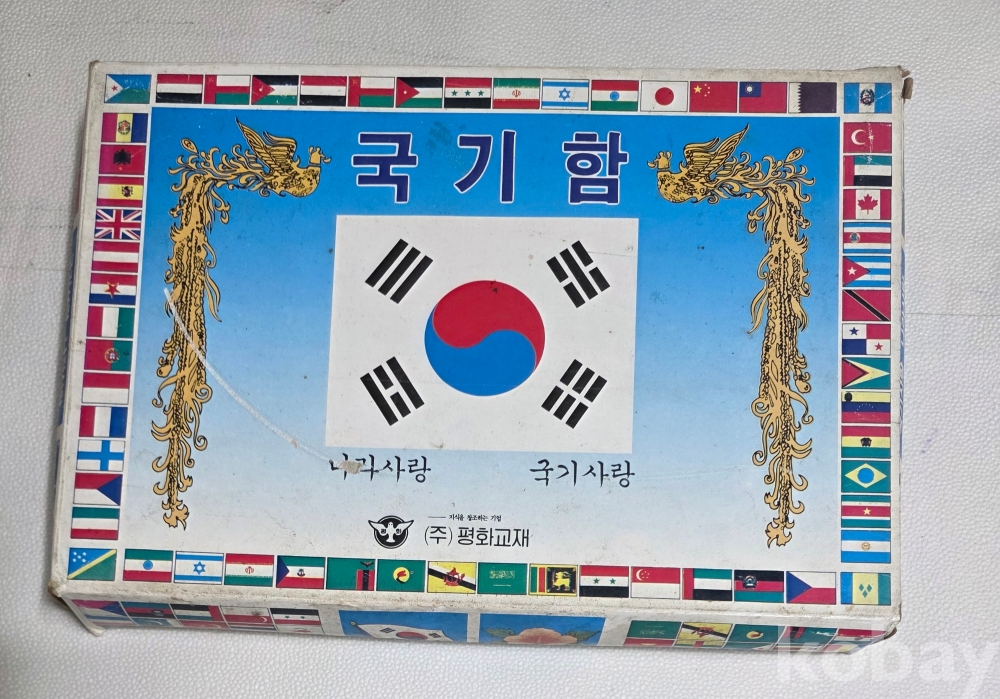 국기함
나라사랑 국기사랑
지식을 창조하는 기업
(주) 평화교재
kobay